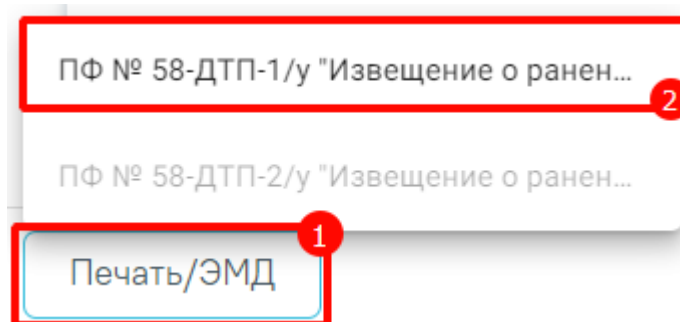 ПФ № 58-ДТП-1/у "Извещение о ранен...
2
ПФ № 58-ДТП-2/у "Извещение о ранен...
1
Печать/ЭМД